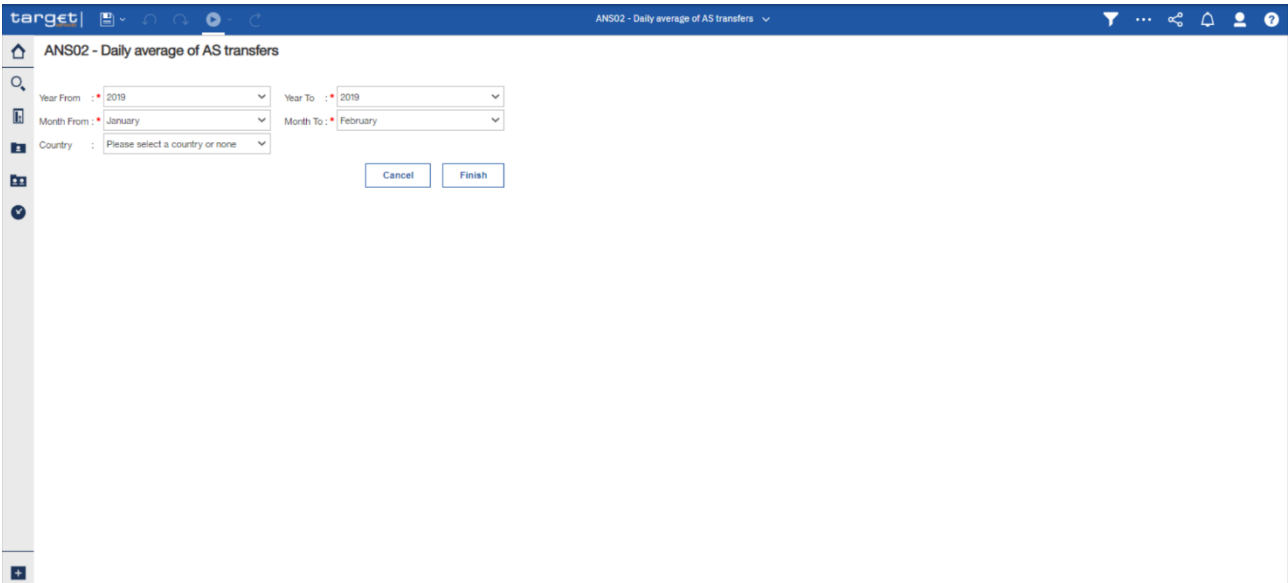 target| ANS02 - Daily average of AS transfers
ANS02 - Daily average of AS transfers
Year From :* 2019 Year To :* 2019
Month From :* January Month To :* February
Country : Please select a country or none
Cancel Finish